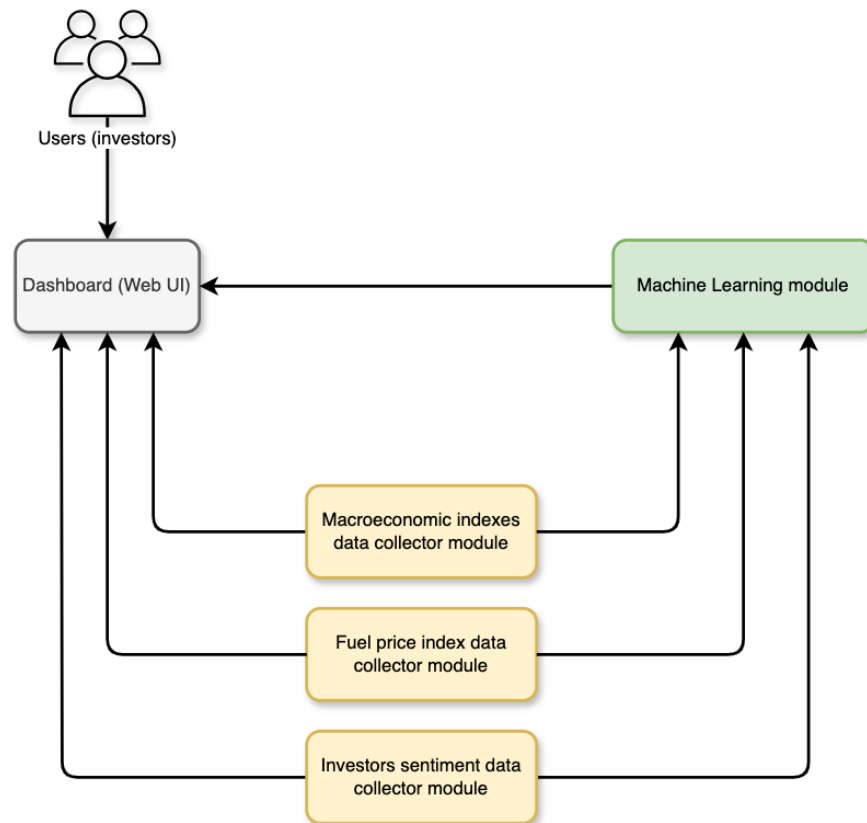 Users (investors)
Dashboard (Web UI)
Machine Learning module
Macroeconomic indexes
data collector module
Fuel price index data
collector module
Investors sentiment data
collector module